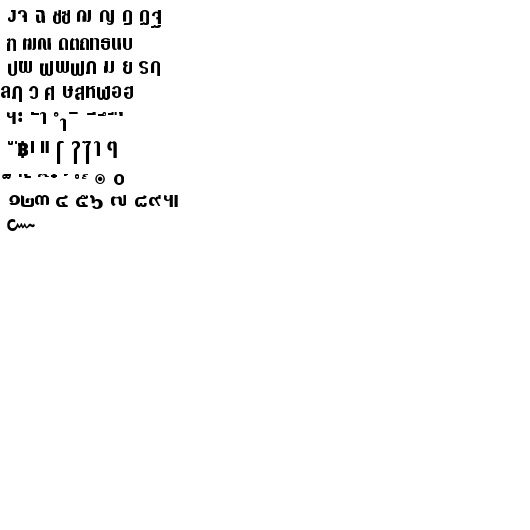 งจ ฉ ชซ ฌ ญ ฎ ฏฐ
ฑ ฒณ ดตถทธนบ
ปผ ฝพฟภ ม ย รฤ
ลฦ ว ศ ษสหฬอฮ
ฯะ ั า ำ
฿เแ โ ใไๅ ๆ
๏ ๐
๑๒๓ ๔ ๕๖ ๗ ๘๙๚
๛